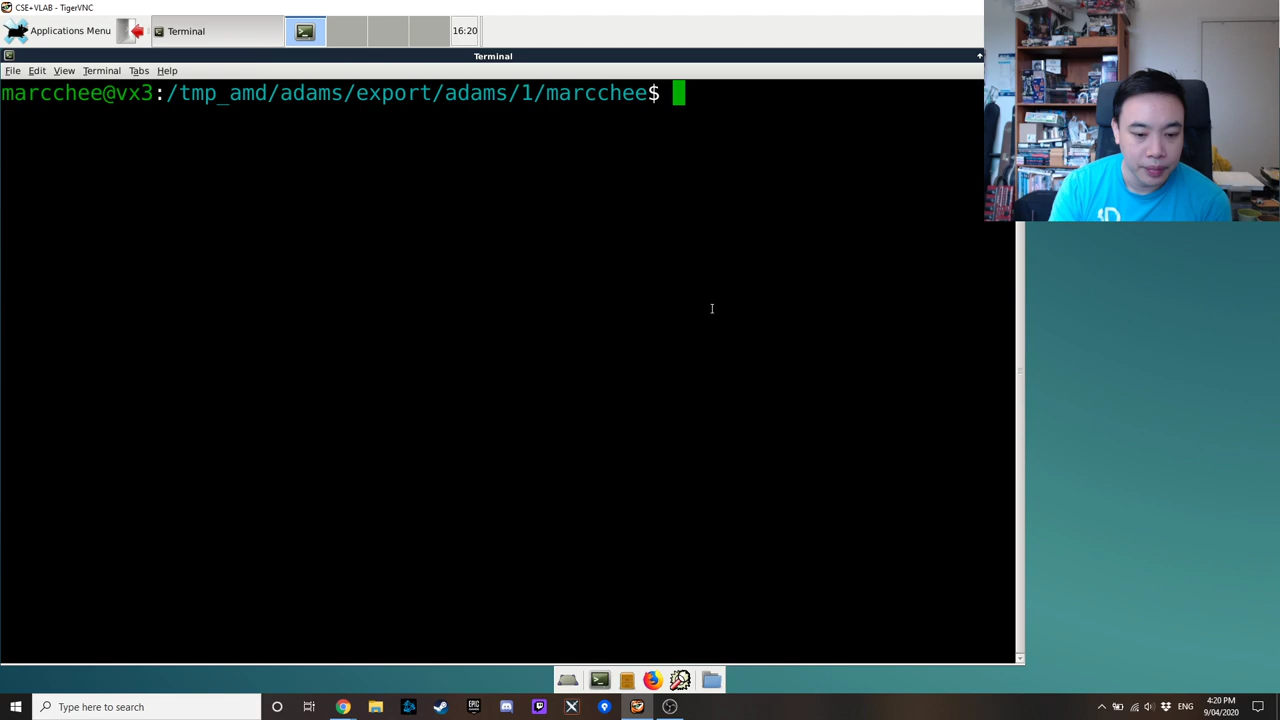 CSE+VLAB - TigerVNC
Applications Menu
Terminal
16:20
Terminal
File Edit View Terminal Tabs Help
marcchee@vx3:/tmp_amd/adams/export/adams/1/marcchee$
Type here to search
ENG
4:20 PM
9/04/2020